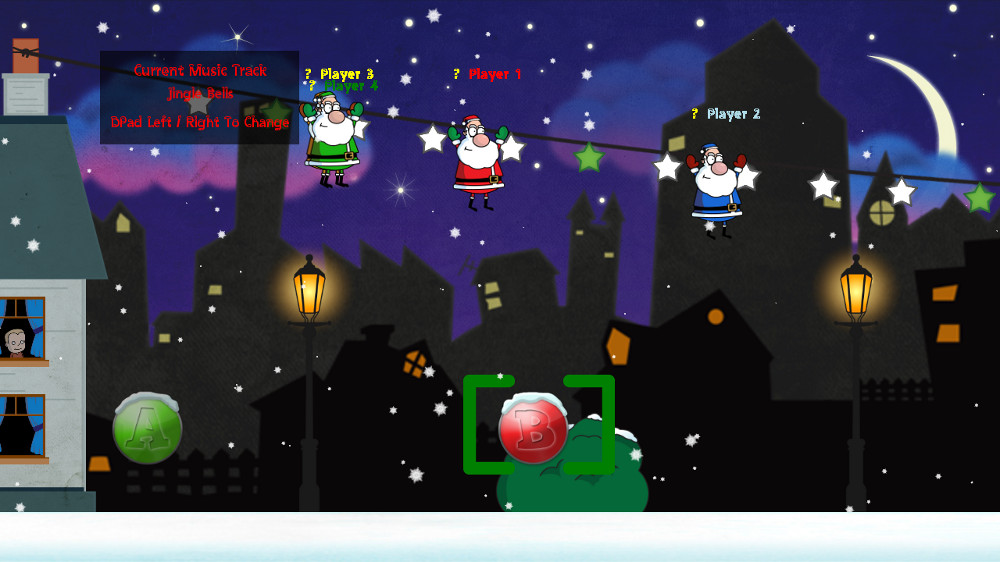 Current Music Track
Jingle Bells
DPad Left / Right To Change
? Player 3
? Player 4
? Player 1
? Player 2
A
B